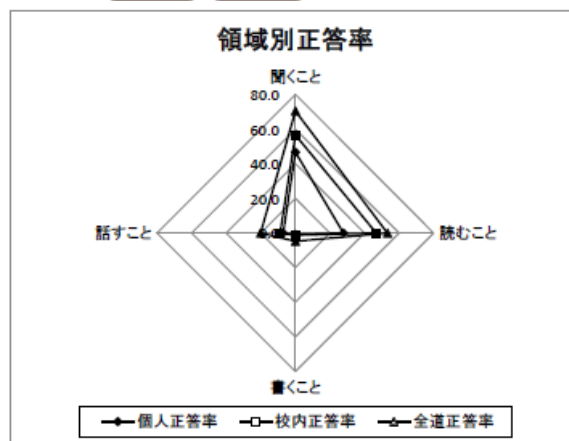 領域別正答率
聞くこと
80.0
60.0
40.0
20.0
話すこと
読むこと
書くこと
個人正答率 校内正答率 全道正答率